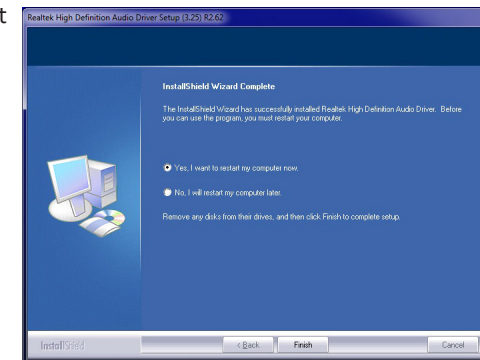 t
Realtek High Definition Audio Driver Setup (3.25) R2.62
InstallShield Wizard Complete
The InstallShield Wizard has successfully installed Realtek High Definition Audio Driver. Before
you can use the program, you must restart your computer.
Yes, I want to restart my computer now.
No, I will restart my computer later.
Remove any disks from their drives, and then click Finish to complete setup.
InstallShield
< Back
Finish
Cancel